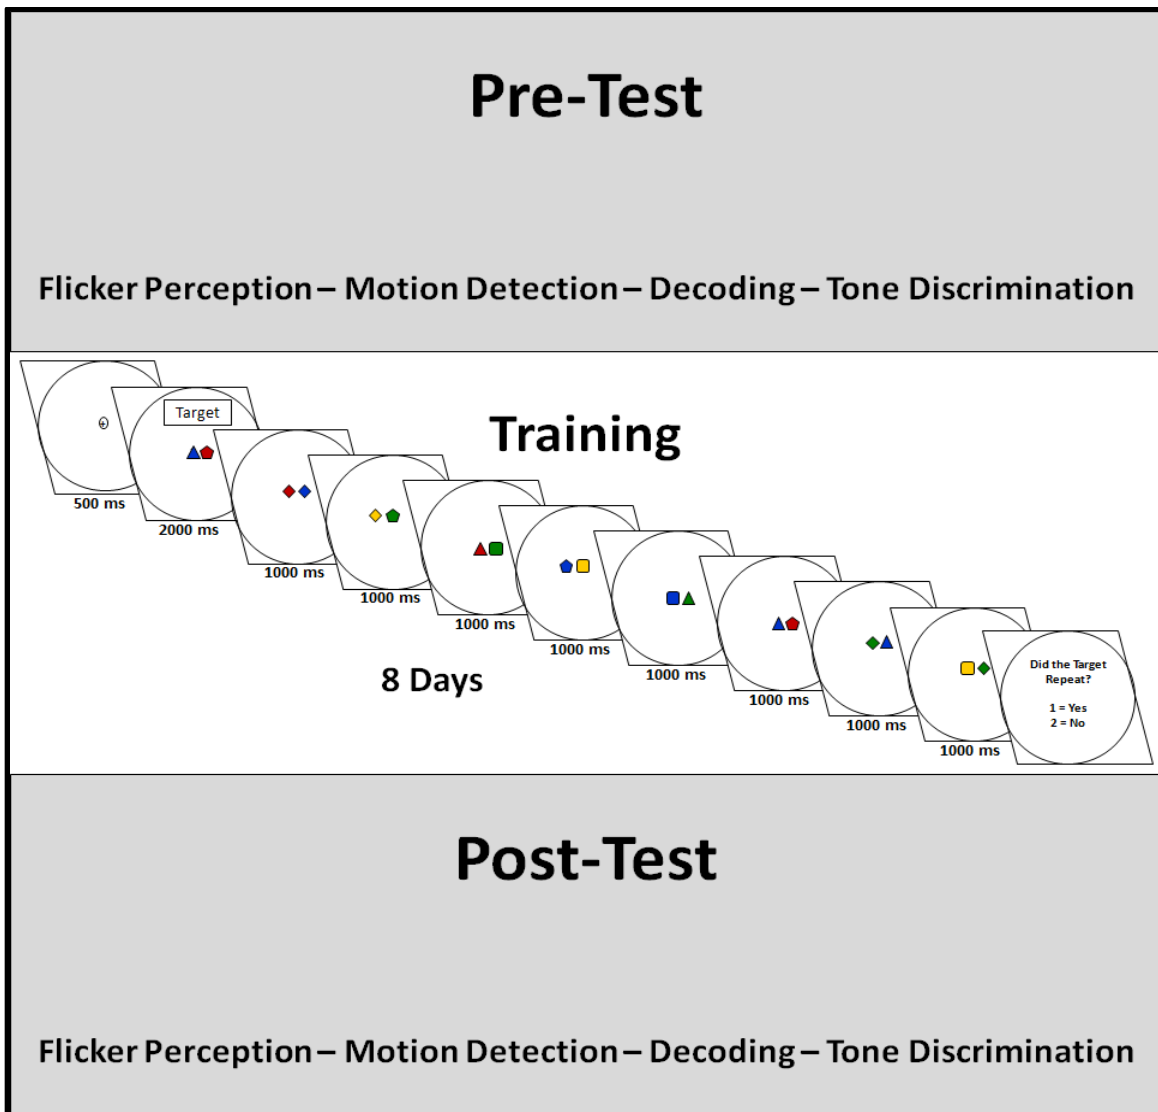 Pre-Test
Flicker Perception – Motion Detection – Decoding – Tone Discrimination
Training
Target
500 ms
2000 ms
1000 ms
1000 ms
1000 ms
1000 ms
1000 ms
1000 ms
1000 ms
1000 ms
8 Days
Did the Target
Repeat?
1 = Yes
2 = No
Post-Test
Flicker Perception – Motion Detection – Decoding – Tone Discrimination